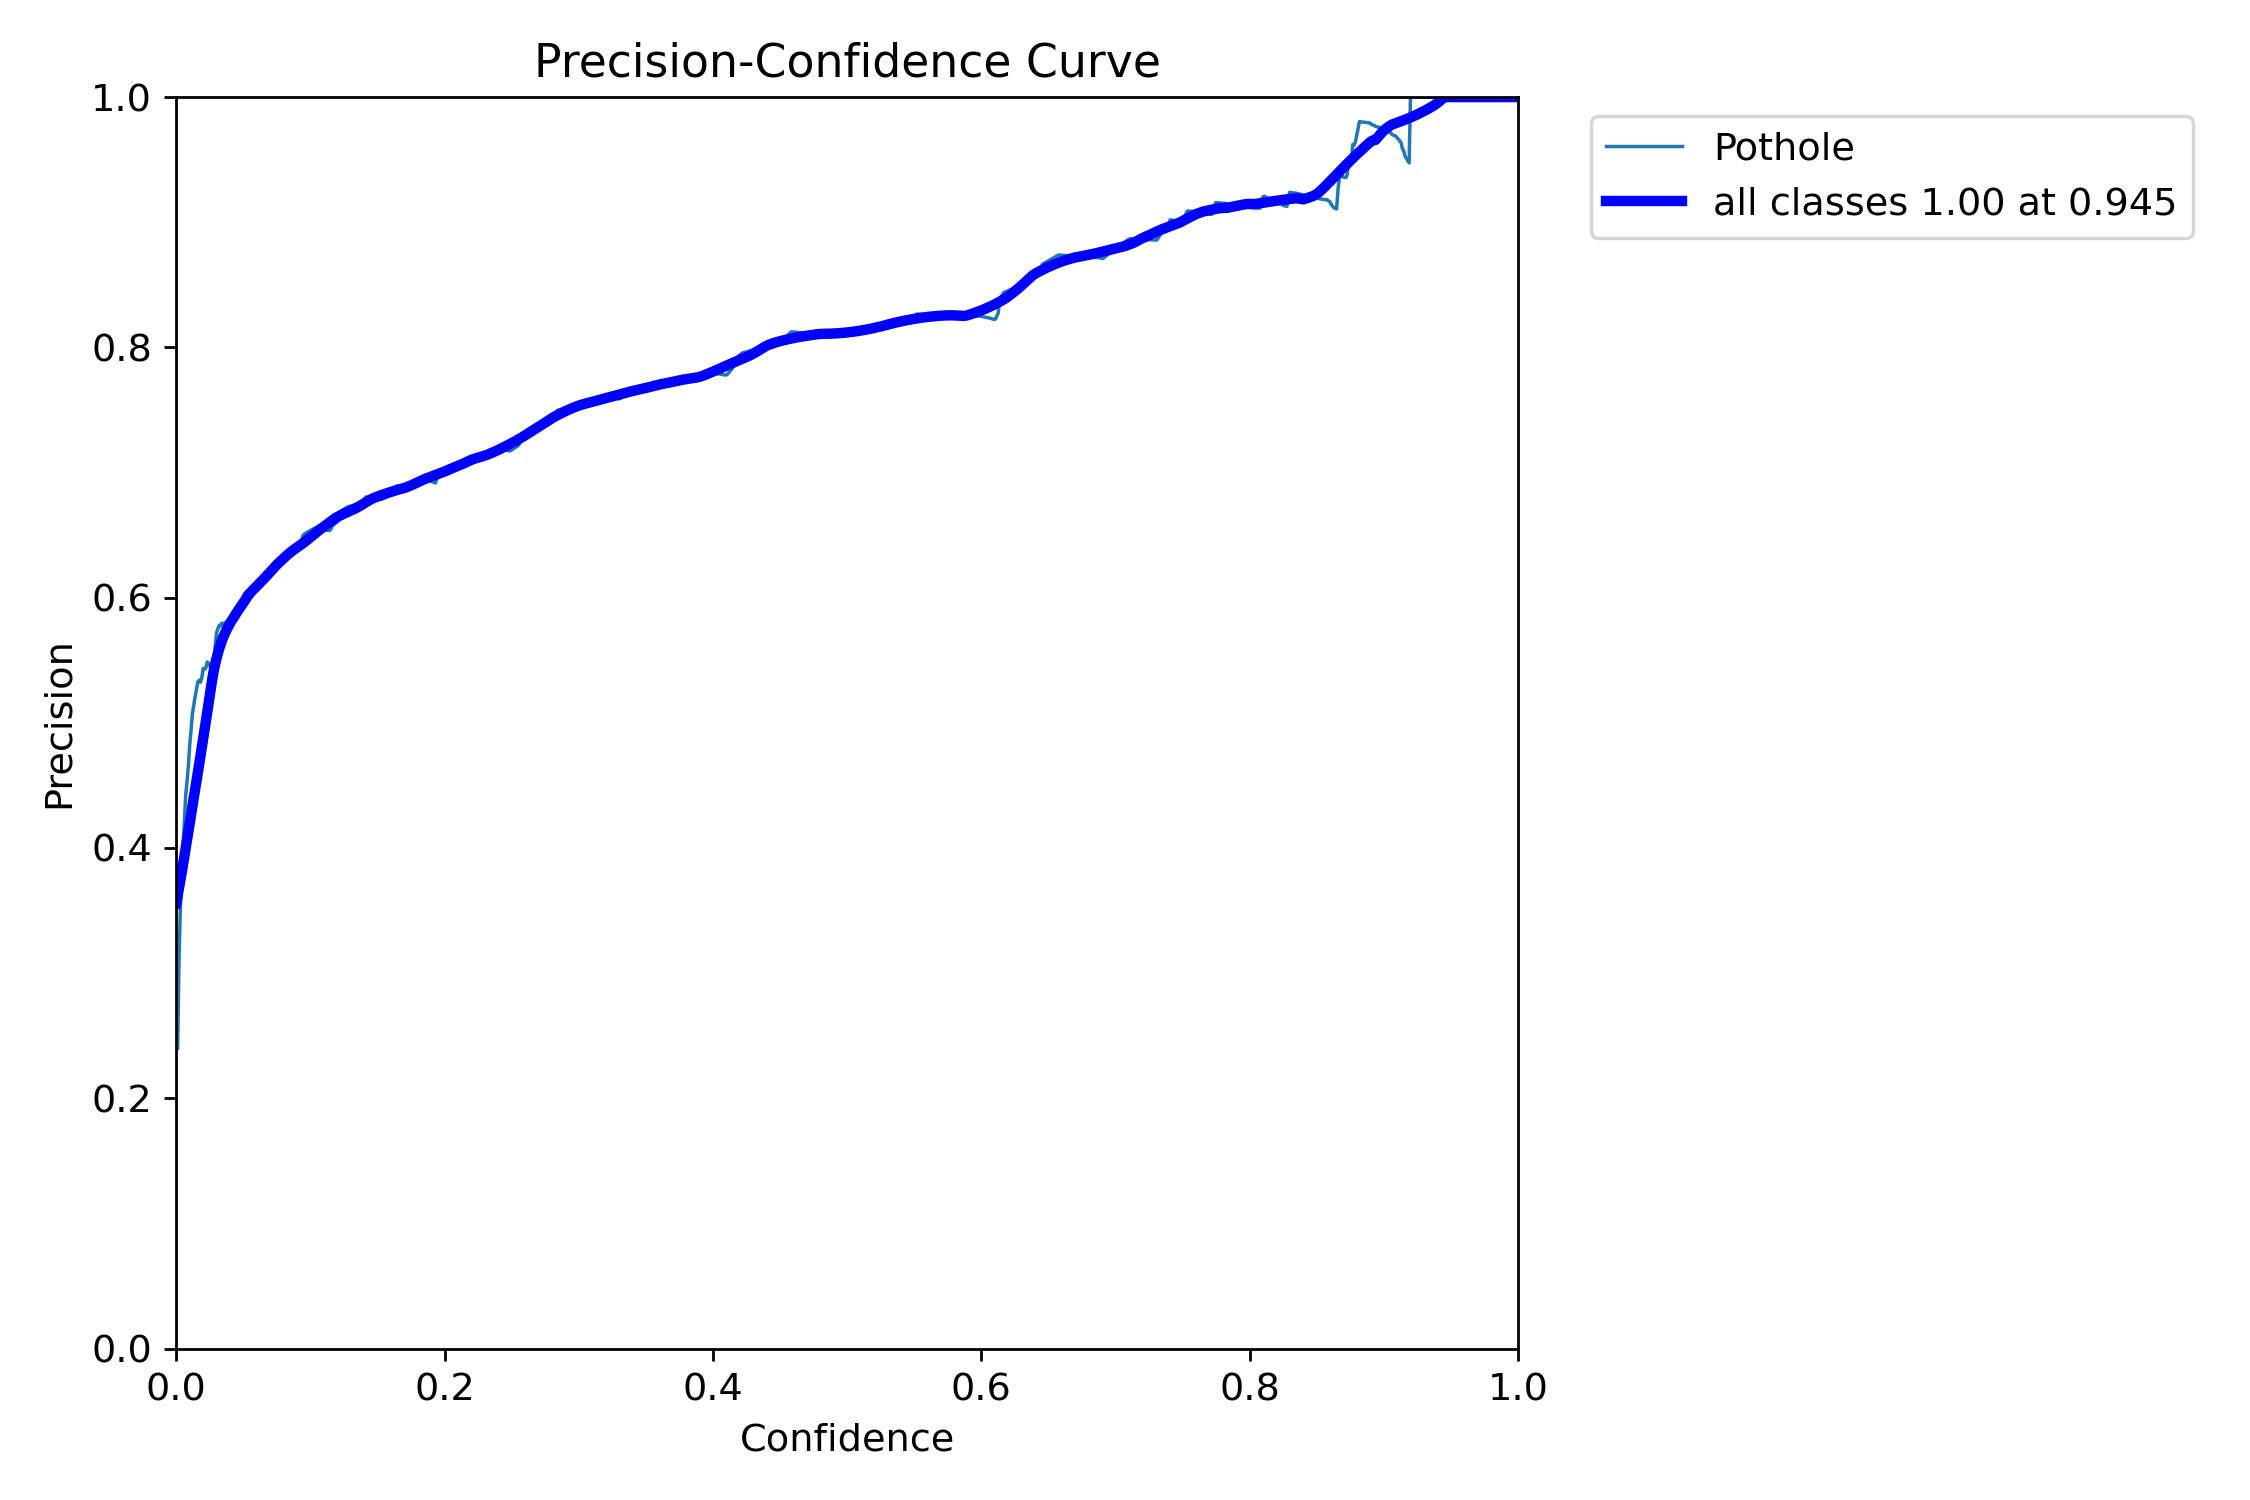 Precision-Confidence Curve
1.0
0.8
0.6
0.4
0.2
0.0
Precision
0.0 0.2 0.4 0.6 0.8 1.0
Confidence
Pothole
all classes 1.00 at 0.945